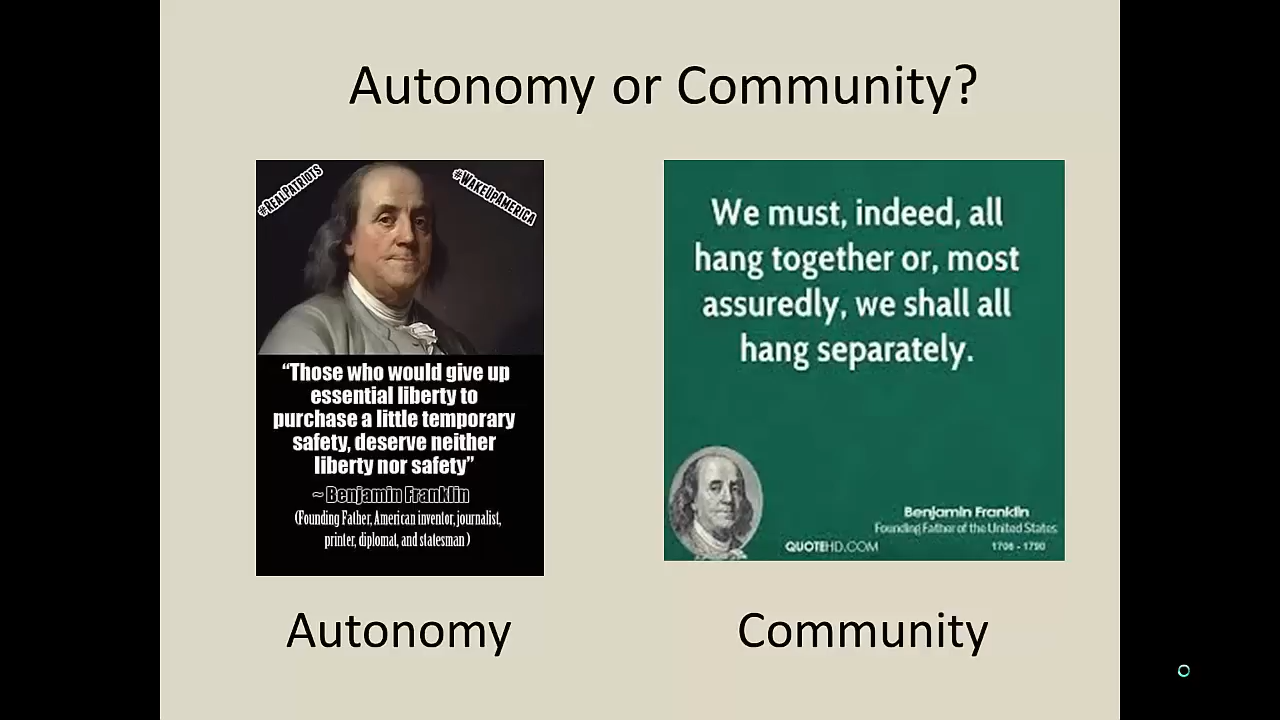 Autonomy or Community?
#REALPATRIOTS
#WAKEUPAMERICA
“Those who would give up
essential liberty to
purchase a little temporary
safety, deserve neither
liberty nor safety”
~ Benjamin Franklin
(Founding Father, American inventor, journalist,
printer, diplomat, and statesman )
Autonomy
We must, indeed, all
hang together or, most
assuredly, we shall all
hang separately.
Benjamin Franklin
Founding Father of the United States
1706 - 1790
QUOTEHD.COM
Community